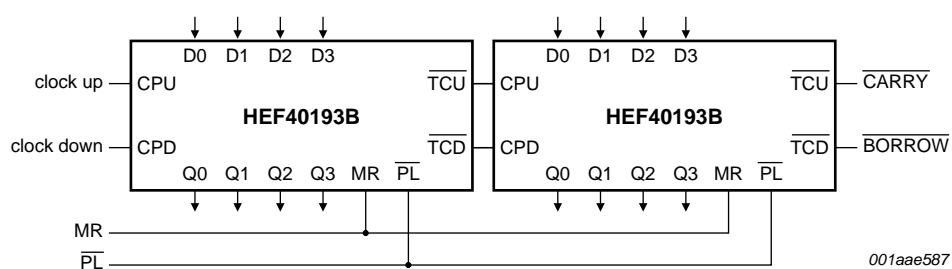 D0 D1 D2 D3 D0 D1 D2 D3
clock up CPU TCU CPU TCU CARRY
HEF40193B HEF40193B
clock down CPD TCD CPD TCD BORROW
Q0 Q1 Q2 Q3 MR PL Q0 Q1 Q2 Q3 MR PL
MR
PL 001aae587